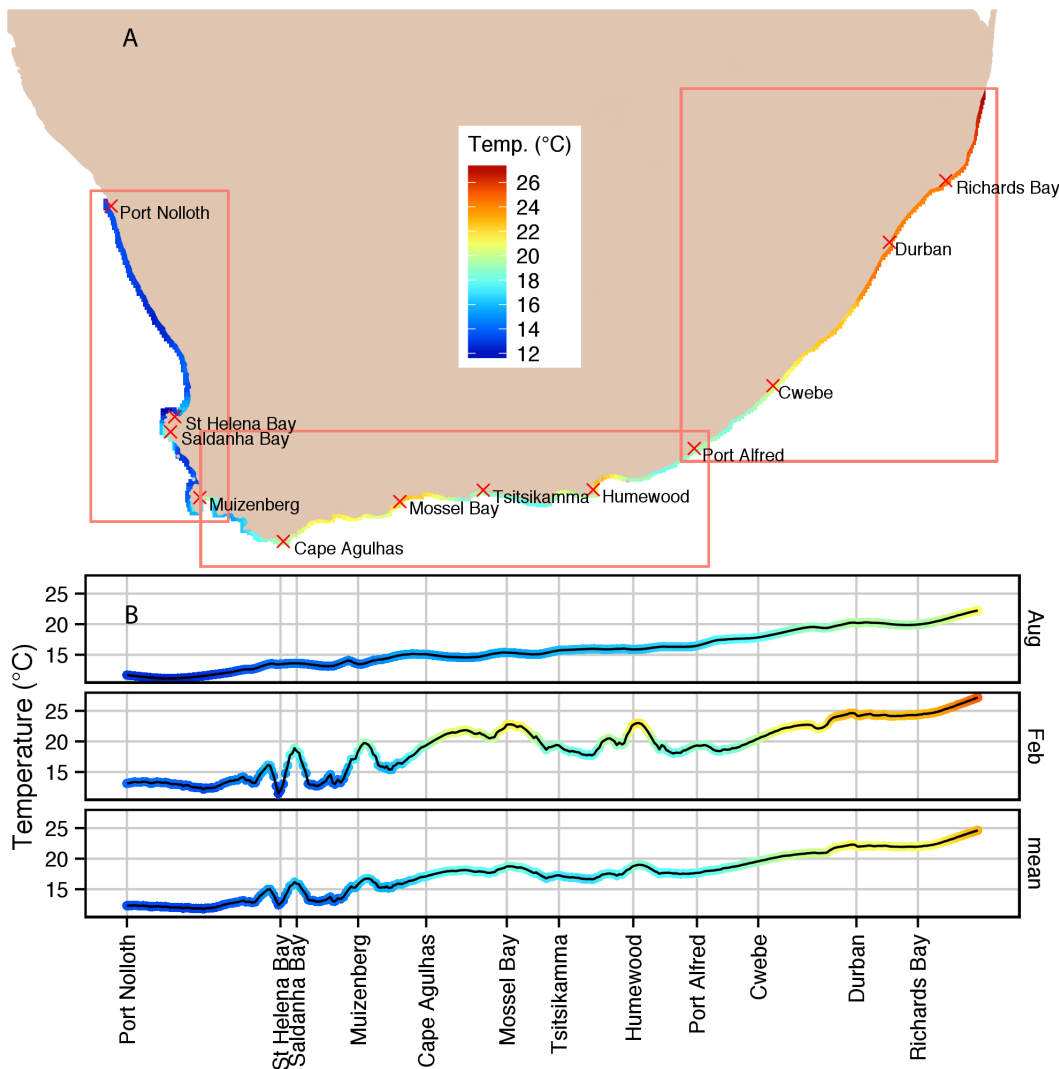 A
Temp. (°C)
26
24
22
20
18
16
14
12
Port Nolloth
St Helena Bay
Saldanha Bay
Muizenberg
Cape Agulhas
Mossel Bay
Tsitsikamma
Humewood
Port Alfred
Cwebe
Durban
Richards Bay
B
Temperature (°C)
25
20
15
Aug
25
20
15
Feb
25
20
15
mean
Port Nolloth
St Helena Bay
Saldanha Bay
Muizenberg
Cape Agulhas
Mossel Bay
Tsitsikamma
Humewood
Port Alfred
Cwebe
Durban
Richards Bay